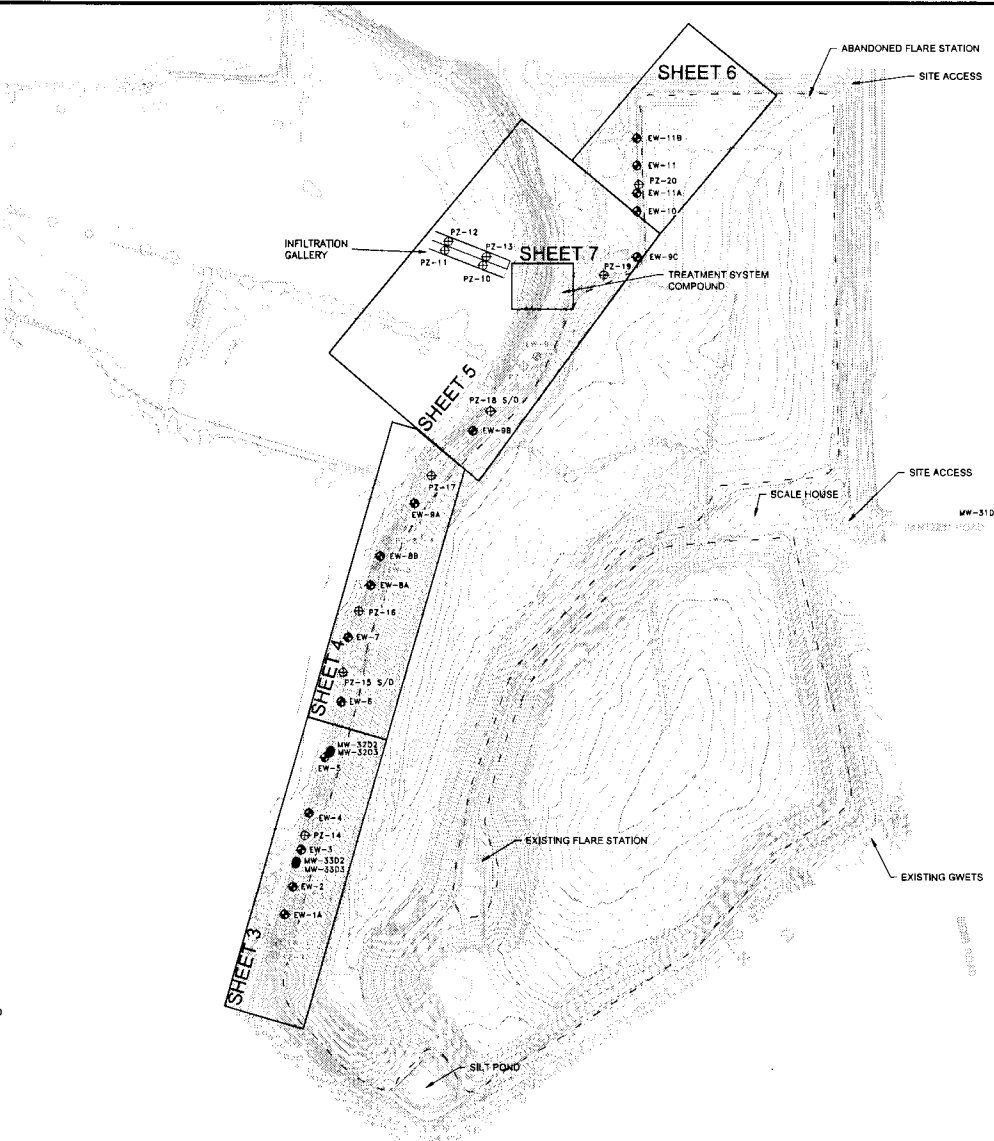 ABANDONED FLARE STATION
SHEET 6
SITE ACCESS
EW-11B
EW-11
PZ-20
EW-11A
EW-10
PZ-12
INFILTRATION
GALLERY
PZ-13
PZ-11
PZ-10
SHEET 7
EW-9C
PZ-19
TREATMENT SYSTEM
COMPOUND
SHEET 5
PZ-18 S/D
EW-9B
PZ-17
SITE ACCESS
SCALE HOUSE
EW-9A
MW-31D
EW-8B
EW-8A
PZ-16
EW-7
SHEET 4
PZ-15 S/D
EW-6
MW-32D2
MW-32D3
EW-5
EW-4
PZ-14
EW-3
EXISTING FLARE STATION
MW-33D2
MW-33D3
EXISTING GWETS
EW-2
EW-1A
SHEET 3
SILT POND